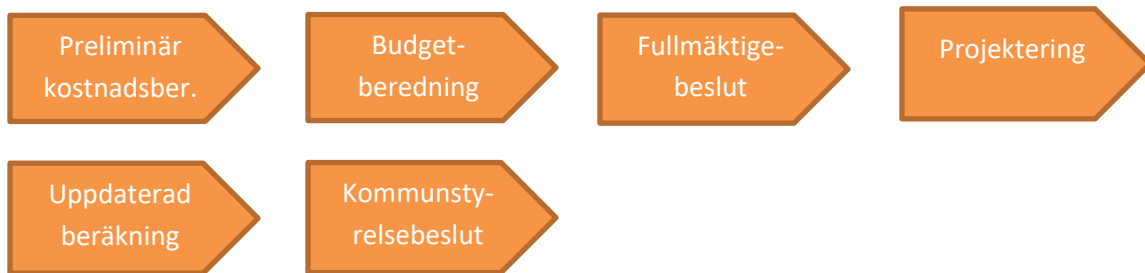 Preliminär
kostnadsber.
Budget-
beredning
Fullmäktige-
beslut
Projektering
Uppdaterad
beräkning
Kommunsty-
relsebeslut